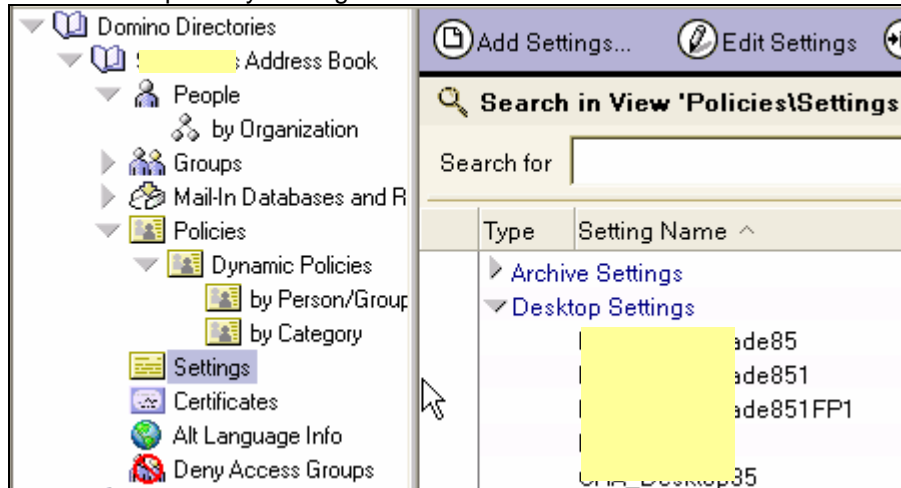 Domino Directories
Address Book
People
by Organization
Groups
Mail-In Databases and R
Policies
Dynamic Policies
by Person/Group
by Category
Settings
Certificates
Alt Language Info
Deny Access Groups
Add Settings...
Edit Settings
Search in View 'Policies\Settings
Search for
Type
Setting Name
Archive Settings
Desktop Settings
ade85
ade851
ade851FP1